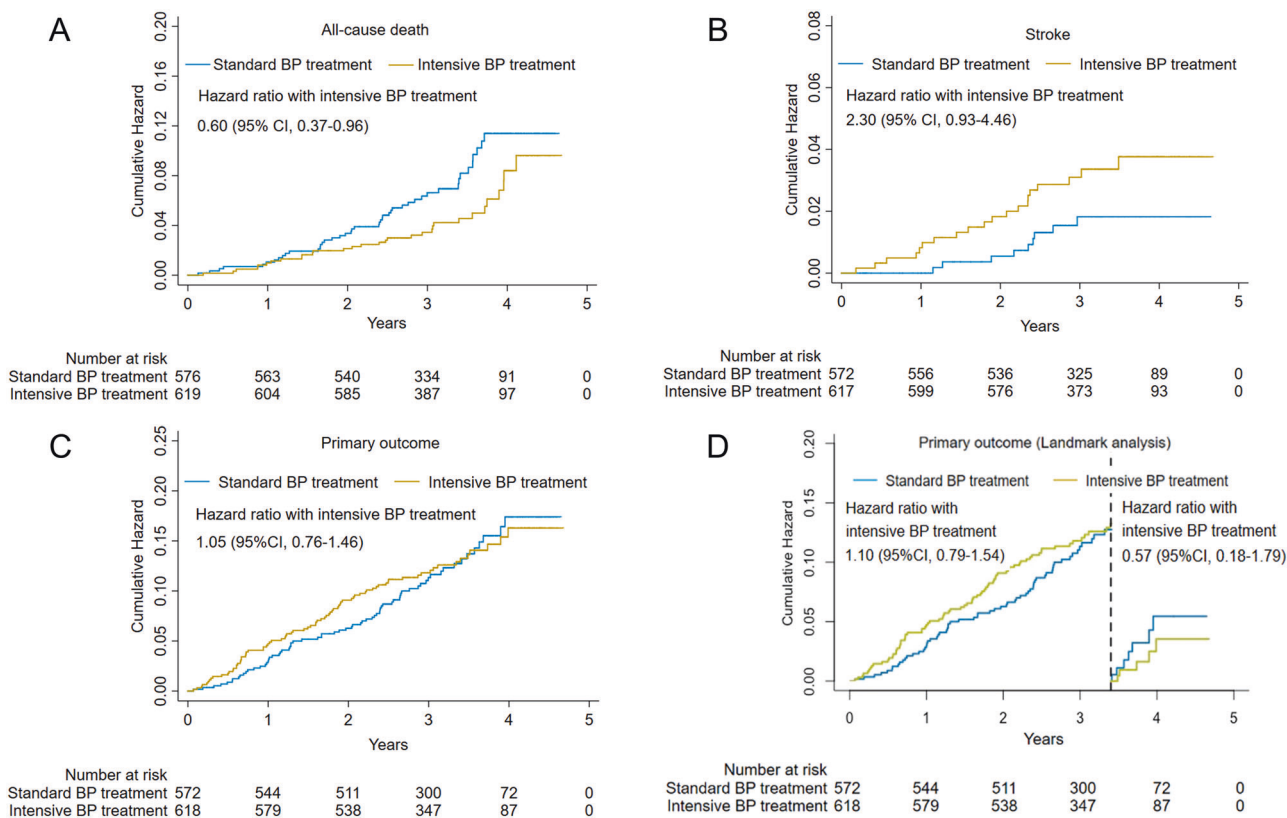 A
All-cause death
Standard BP treatment Intensive BP treatment
Hazard ratio with intensive BP treatment
0.60 (95% CI, 0.37-0.96)
Cumulative Hazard
0.20
0.16
0.12
0.08
0.04
0.00
0 1 2 3 4 5
Years
Number at risk
Standard BP treatment 576 563 540 334 91 0
Intensive BP treatment 619 604 585 387 97 0
B
Stroke
Standard BP treatment Intensive BP treatment
Hazard ratio with intensive BP treatment
2.30 (95% CI, 0.93-4.46)
Cumulative Hazard
0.08
0.06
0.04
0.02
0.00
0 1 2 3 4 5
Years
Number at risk
Standard BP treatment 572 556 536 325 89 0
Intensive BP treatment 617 599 576 373 93 0
C
Primary outcome
Standard BP treatment Intensive BP treatment
Hazard ratio with intensive BP treatment
1.05 (95%CI, 0.76-1.46)
Cumulative Hazard
0.25
0.20
0.15
0.10
0.05
0.00
0 1 2 3 4 5
Years
Number at risk
Standard BP treatment 572 544 511 300 72 0
Intensive BP treatment 618 579 538 347 87 0
D
Primary outcome (Landmark analysis)
Standard BP treatment Intensive BP treatment
Hazard ratio with
intensive BP treatment
1.10 (95%CI, 0.79-1.54)
Hazard ratio with
intensive BP treatment
0.57 (95%CI, 0.18-1.79)
Cumulative Hazard
0.20
0.15
0.10
0.05
0.00
0 1 2 3 4 5
Years
Number at risk
Standard BP treatment 572 544 511 300 72 0
Intensive BP treatment 618 579 538 347 87 0